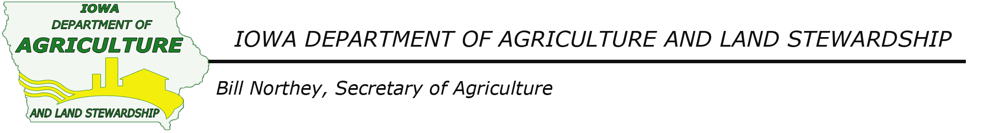 IOWA
DEPARTMENT OF
AGRICULTURE
AND LAND STEWARDSHIP
IOWA DEPARTMENT OF AGRICULTURE AND LAND STEWARDSHIP
Bill Northey, Secretary of Agriculture